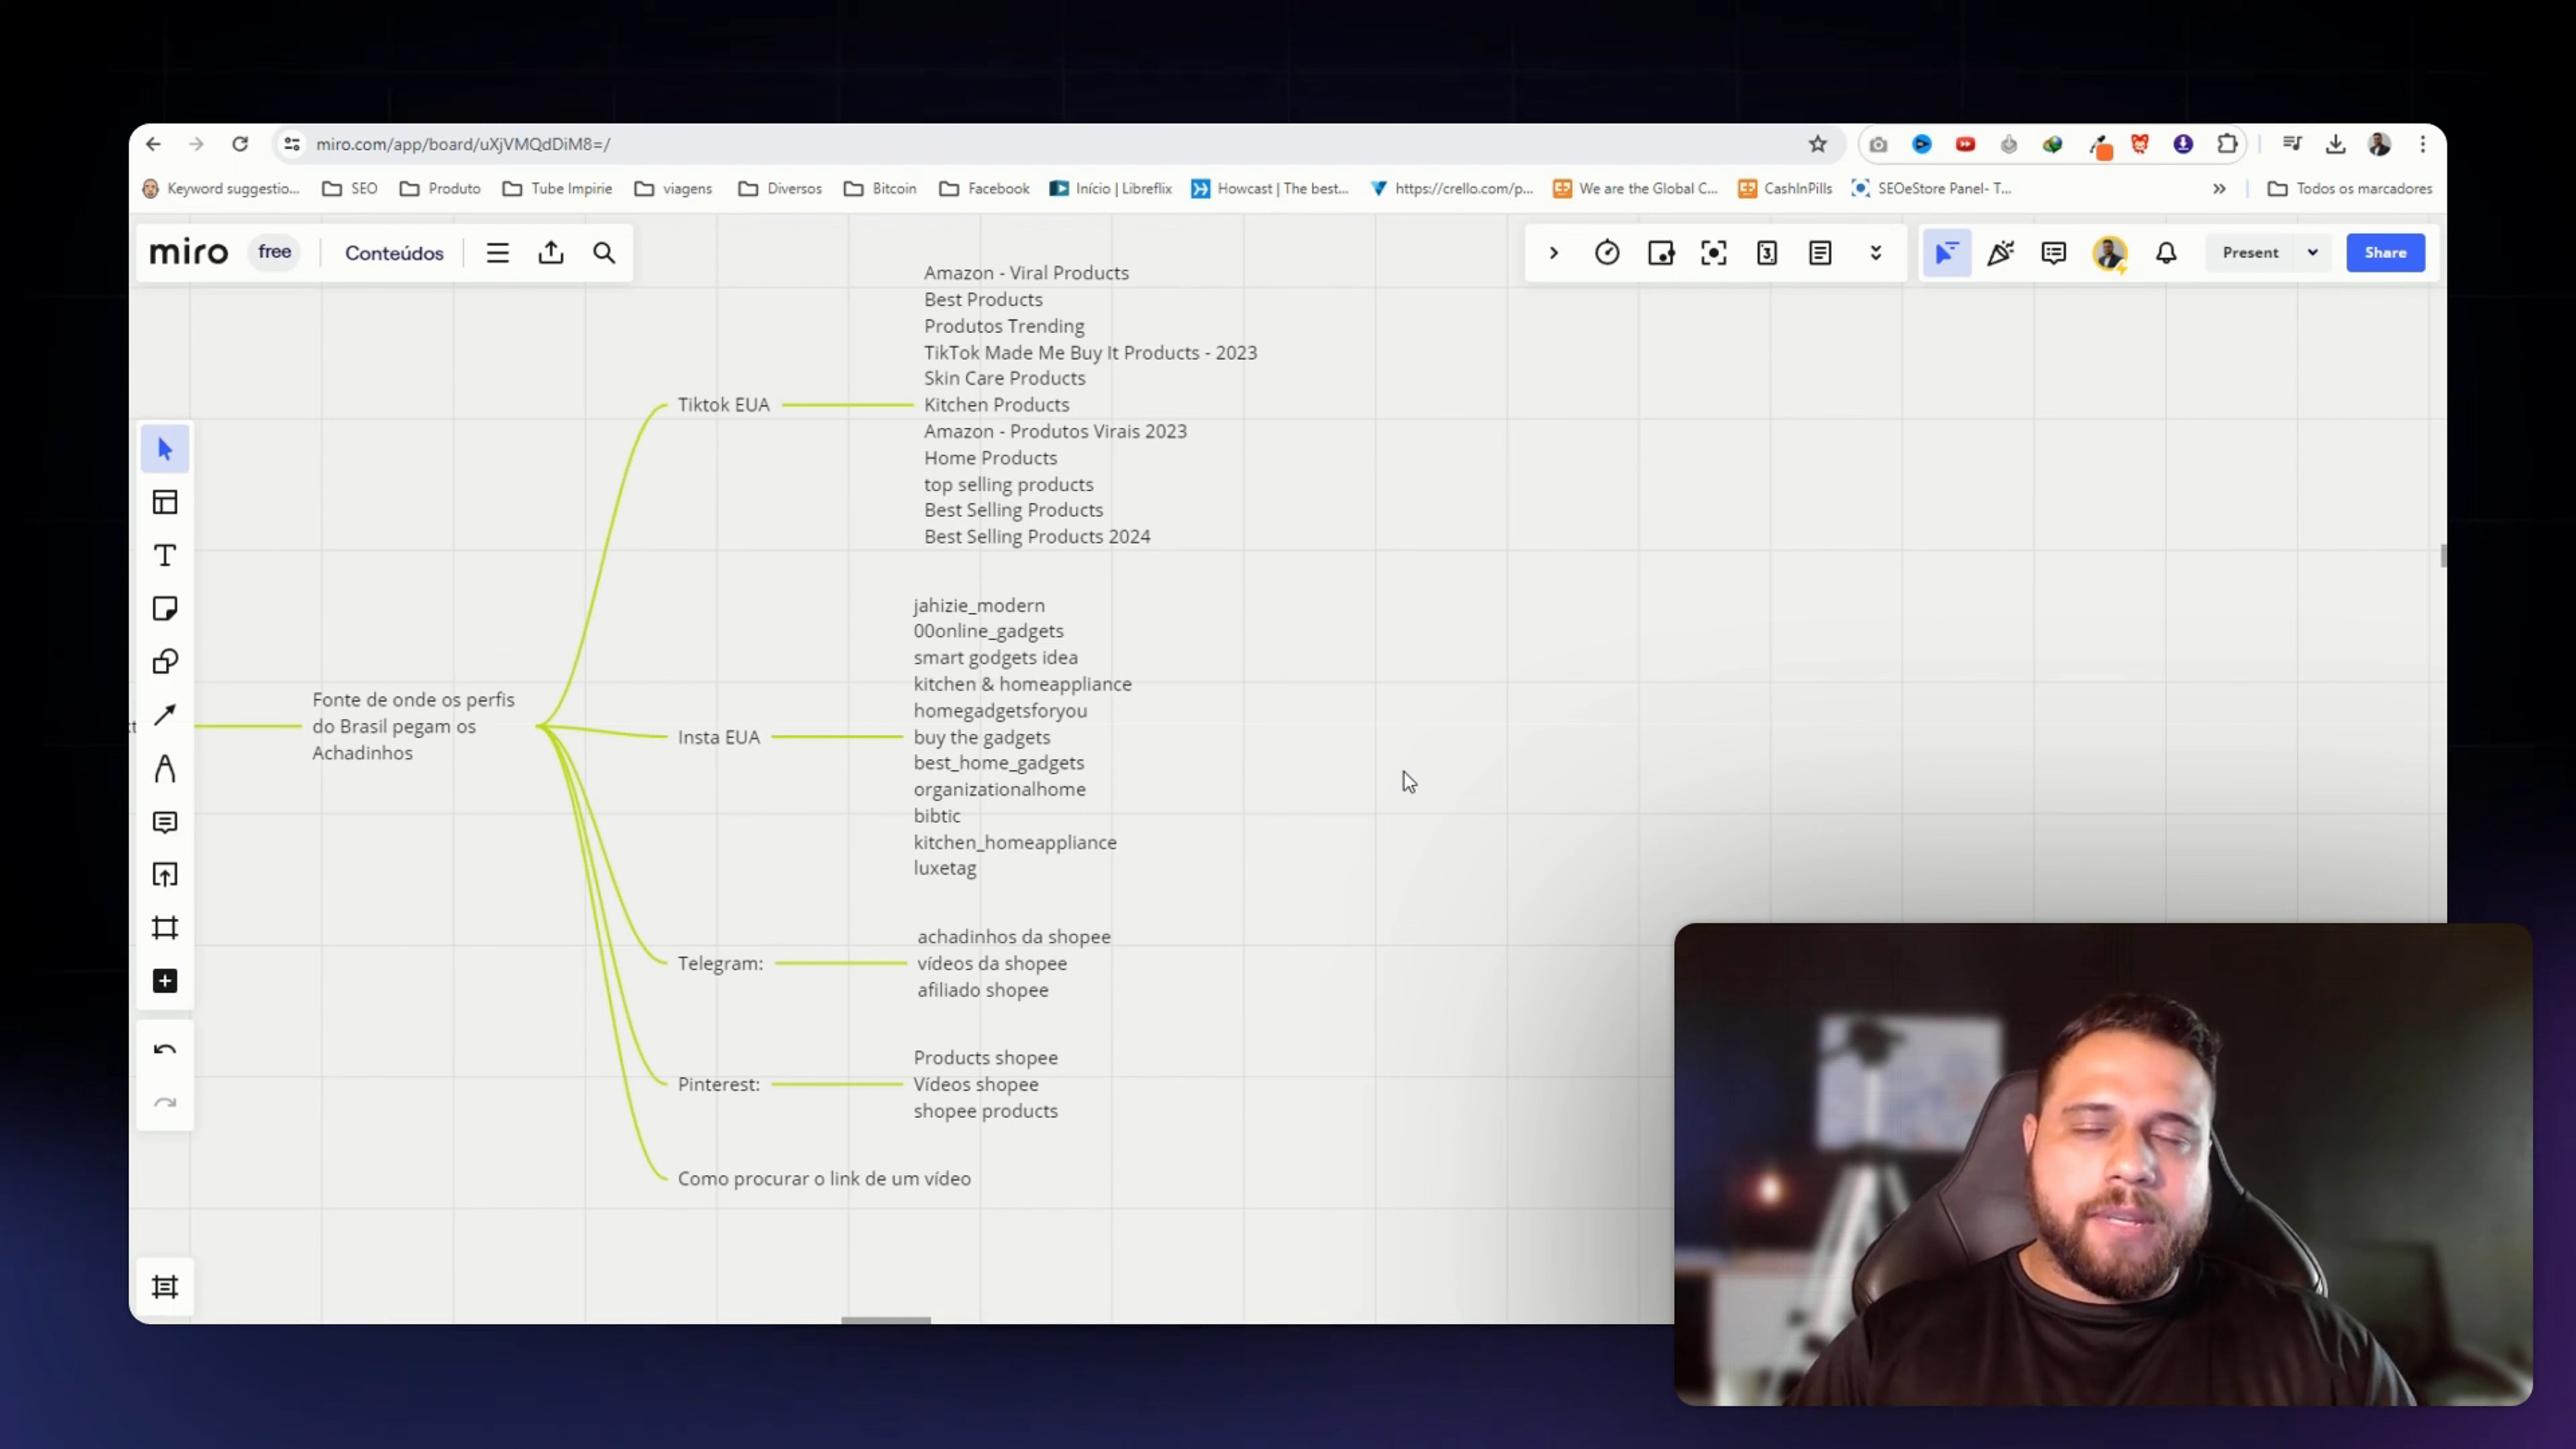 miro.com/app/board/uXjVMQdDiM8=/
Keyword suggestio...
SEO
Produto
Tube Impirie
viagens
Diversos
Bitcoin
Facebook
Início | Libreflix
Howcast | The best...
https://crello.com/p...
We are the Global C...
CashInPills
SEOeStore Panel- T...
Todos os marcadores
miro
free
Conteúdos
Present
Share
Amazon - Viral Products
Best Products
Produtos Trending
TikTok Made Me Buy It Products - 2023
Skin Care Products
Tiktok EUA
Kitchen Products
Amazon - Produtos Virais 2023
Home Products
top selling products
Best Selling Products
Best Selling Products 2024
Fonte de onde os perfis
do Brasil pegam os
Achadinhos
Insta EUA
jahizie_modern
00online_gadgets
smart godgets idea
kitchen & homeappliance
homegadgetsforyou
buy the gadgets
best_home_gadgets
organizationalhome
bibtic
kitchen_homeappliance
luxetag
Telegram:
achadinhos da shopee
vídeos da shopee
afiliado shopee
Pinterest:
Products shopee
Vídeos shopee
shopee products
Como procurar o link de um vídeo